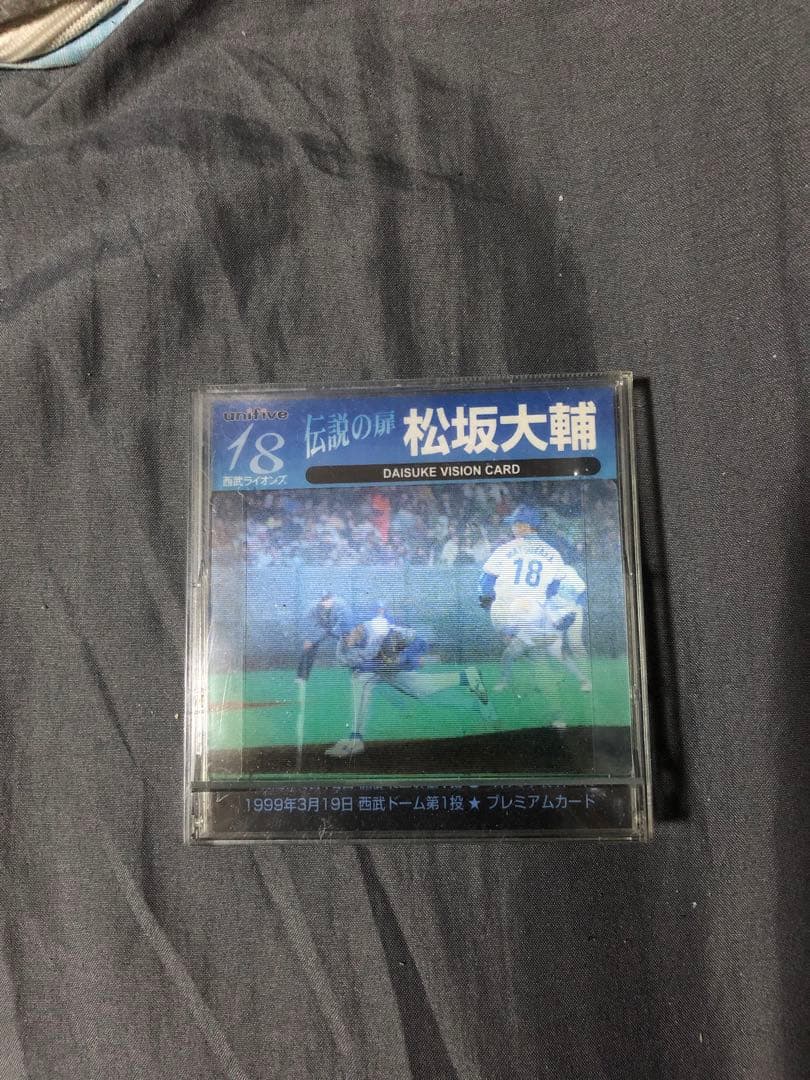 unifive
18
西武ライオンズ
伝説の扉
松坂大輔
DAISUKE VISION CARD
18
1999年3月19日 西武ドーム第1投 ★ プレミアムカード